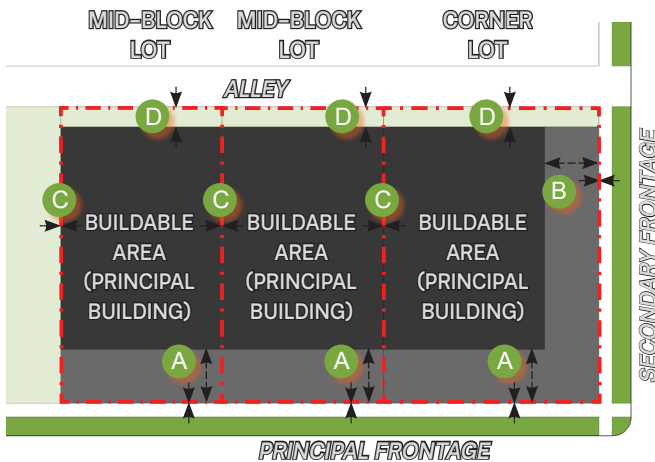 MID–BLOCK LOT
MID–BLOCK LOT
CORNER LOT
ALLEY
D
D
D
C
C
C
B
BUILDABLE AREA (PRINCIPAL BUILDING)
BUILDABLE AREA (PRINCIPAL BUILDING)
BUILDABLE AREA (PRINCIPAL BUILDING)
SECONDARY FRONTAGE
A
A
A
PRINCIPAL FRONTAGE